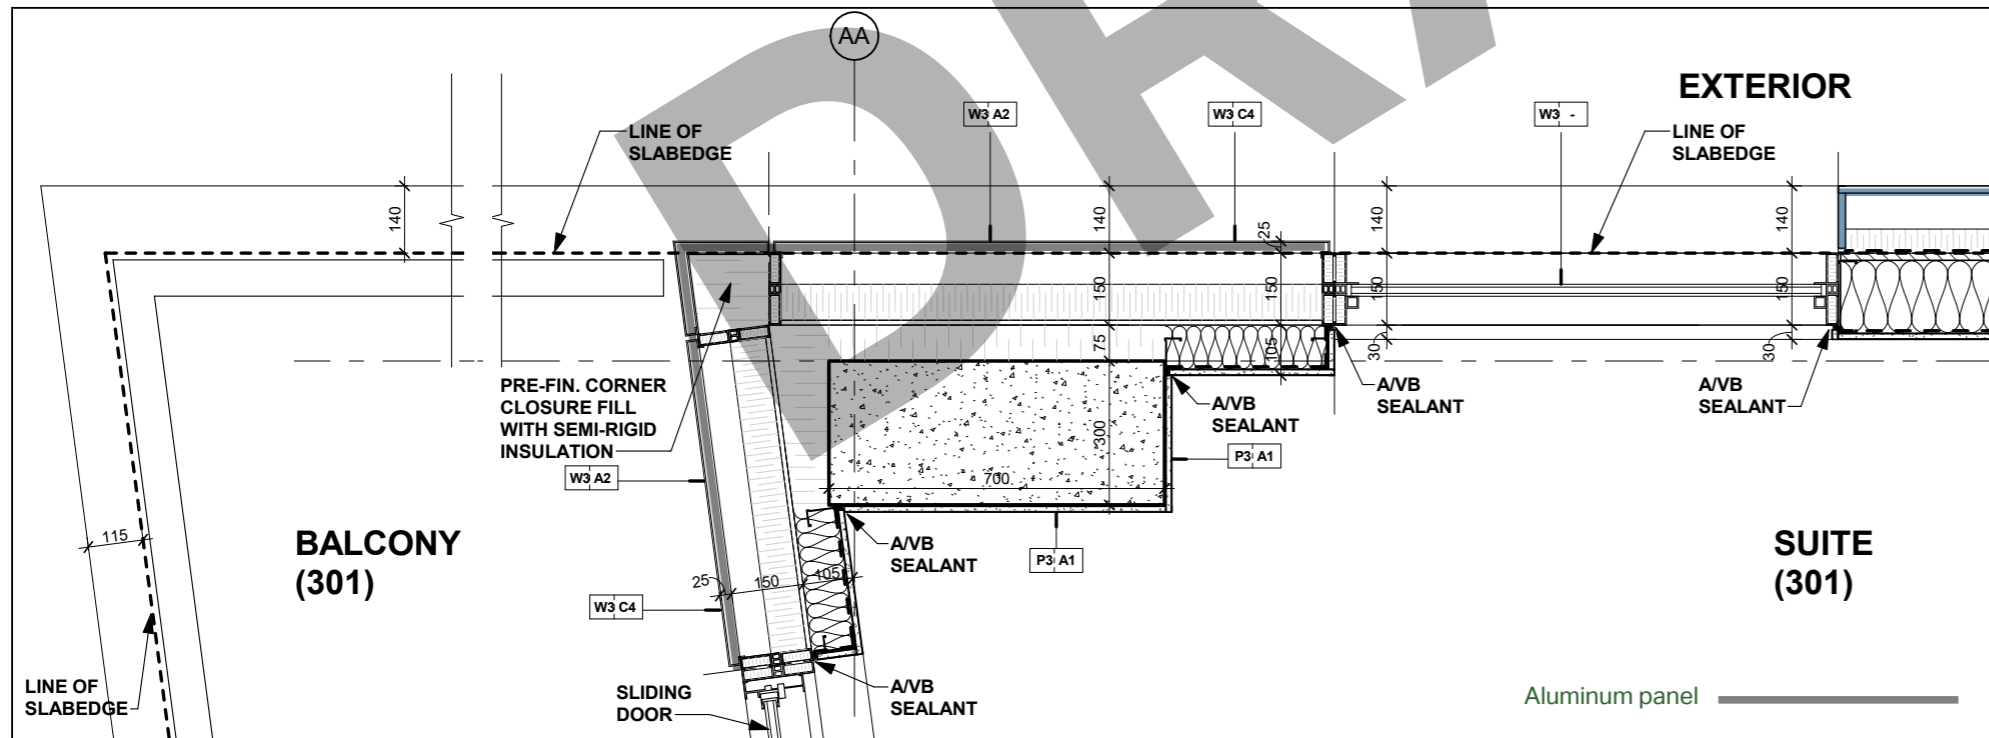 AA
EXTERIOR
W3 A2
W3 C4
W3 -
LINE OF
SLABEDGE
LINE OF
SLABEDGE
140
140
140
140
25
150
150
150
150
75
105
30
30
PRE-FIN. CORNER
CLOSURE FILL
WITH SEMI-RIGID
INSULATION
A/VB
SEALANT
A/VB
SEALANT
A/VB
SEALANT
300
P3 A1
W3 A2
700
115
BALCONY
(301)
A/VB
SEALANT
P3 A1
SUITE
(301)
25
150
105
W3 C4
LINE OF
SLABEDGE
SLIDING
DOOR
A/VB
SEALANT
Aluminum panel